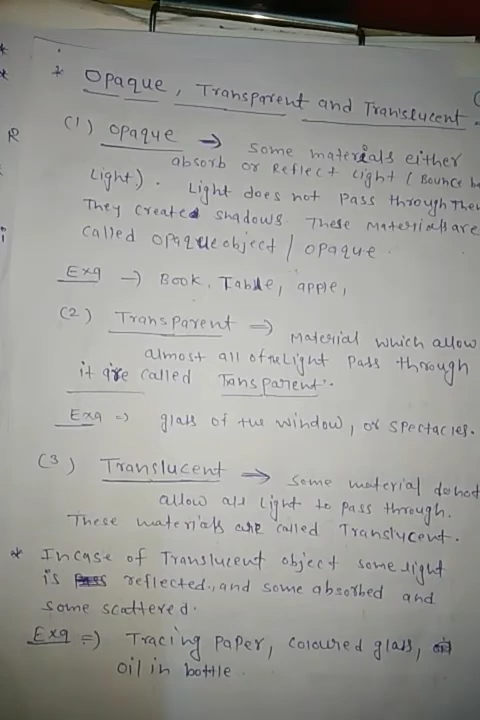 * Opaque, Transparent and Translucent.
(1) Opaque → Some materials either
absorb or Reflect Light (Bounce
Light). Light does not pass through
They created shadows. These Materials are
called opaque object / opaque.
Exa → Book, Table, apple,
(2) Transparent ⇒ Material which allow
almost all of the Light Pass through
it are called Transparent.
Exa ⇒ glass of the window, or spectacles.
(3) Translucent → Some material do not
allow all Light to pass through.
These materials are called Translucent.
* Incase of Translucent object some light
is reflected, and some absorbed and
some scattered.
Exa ⇒) Tracing paper, coloured glass,
oil in bottle.